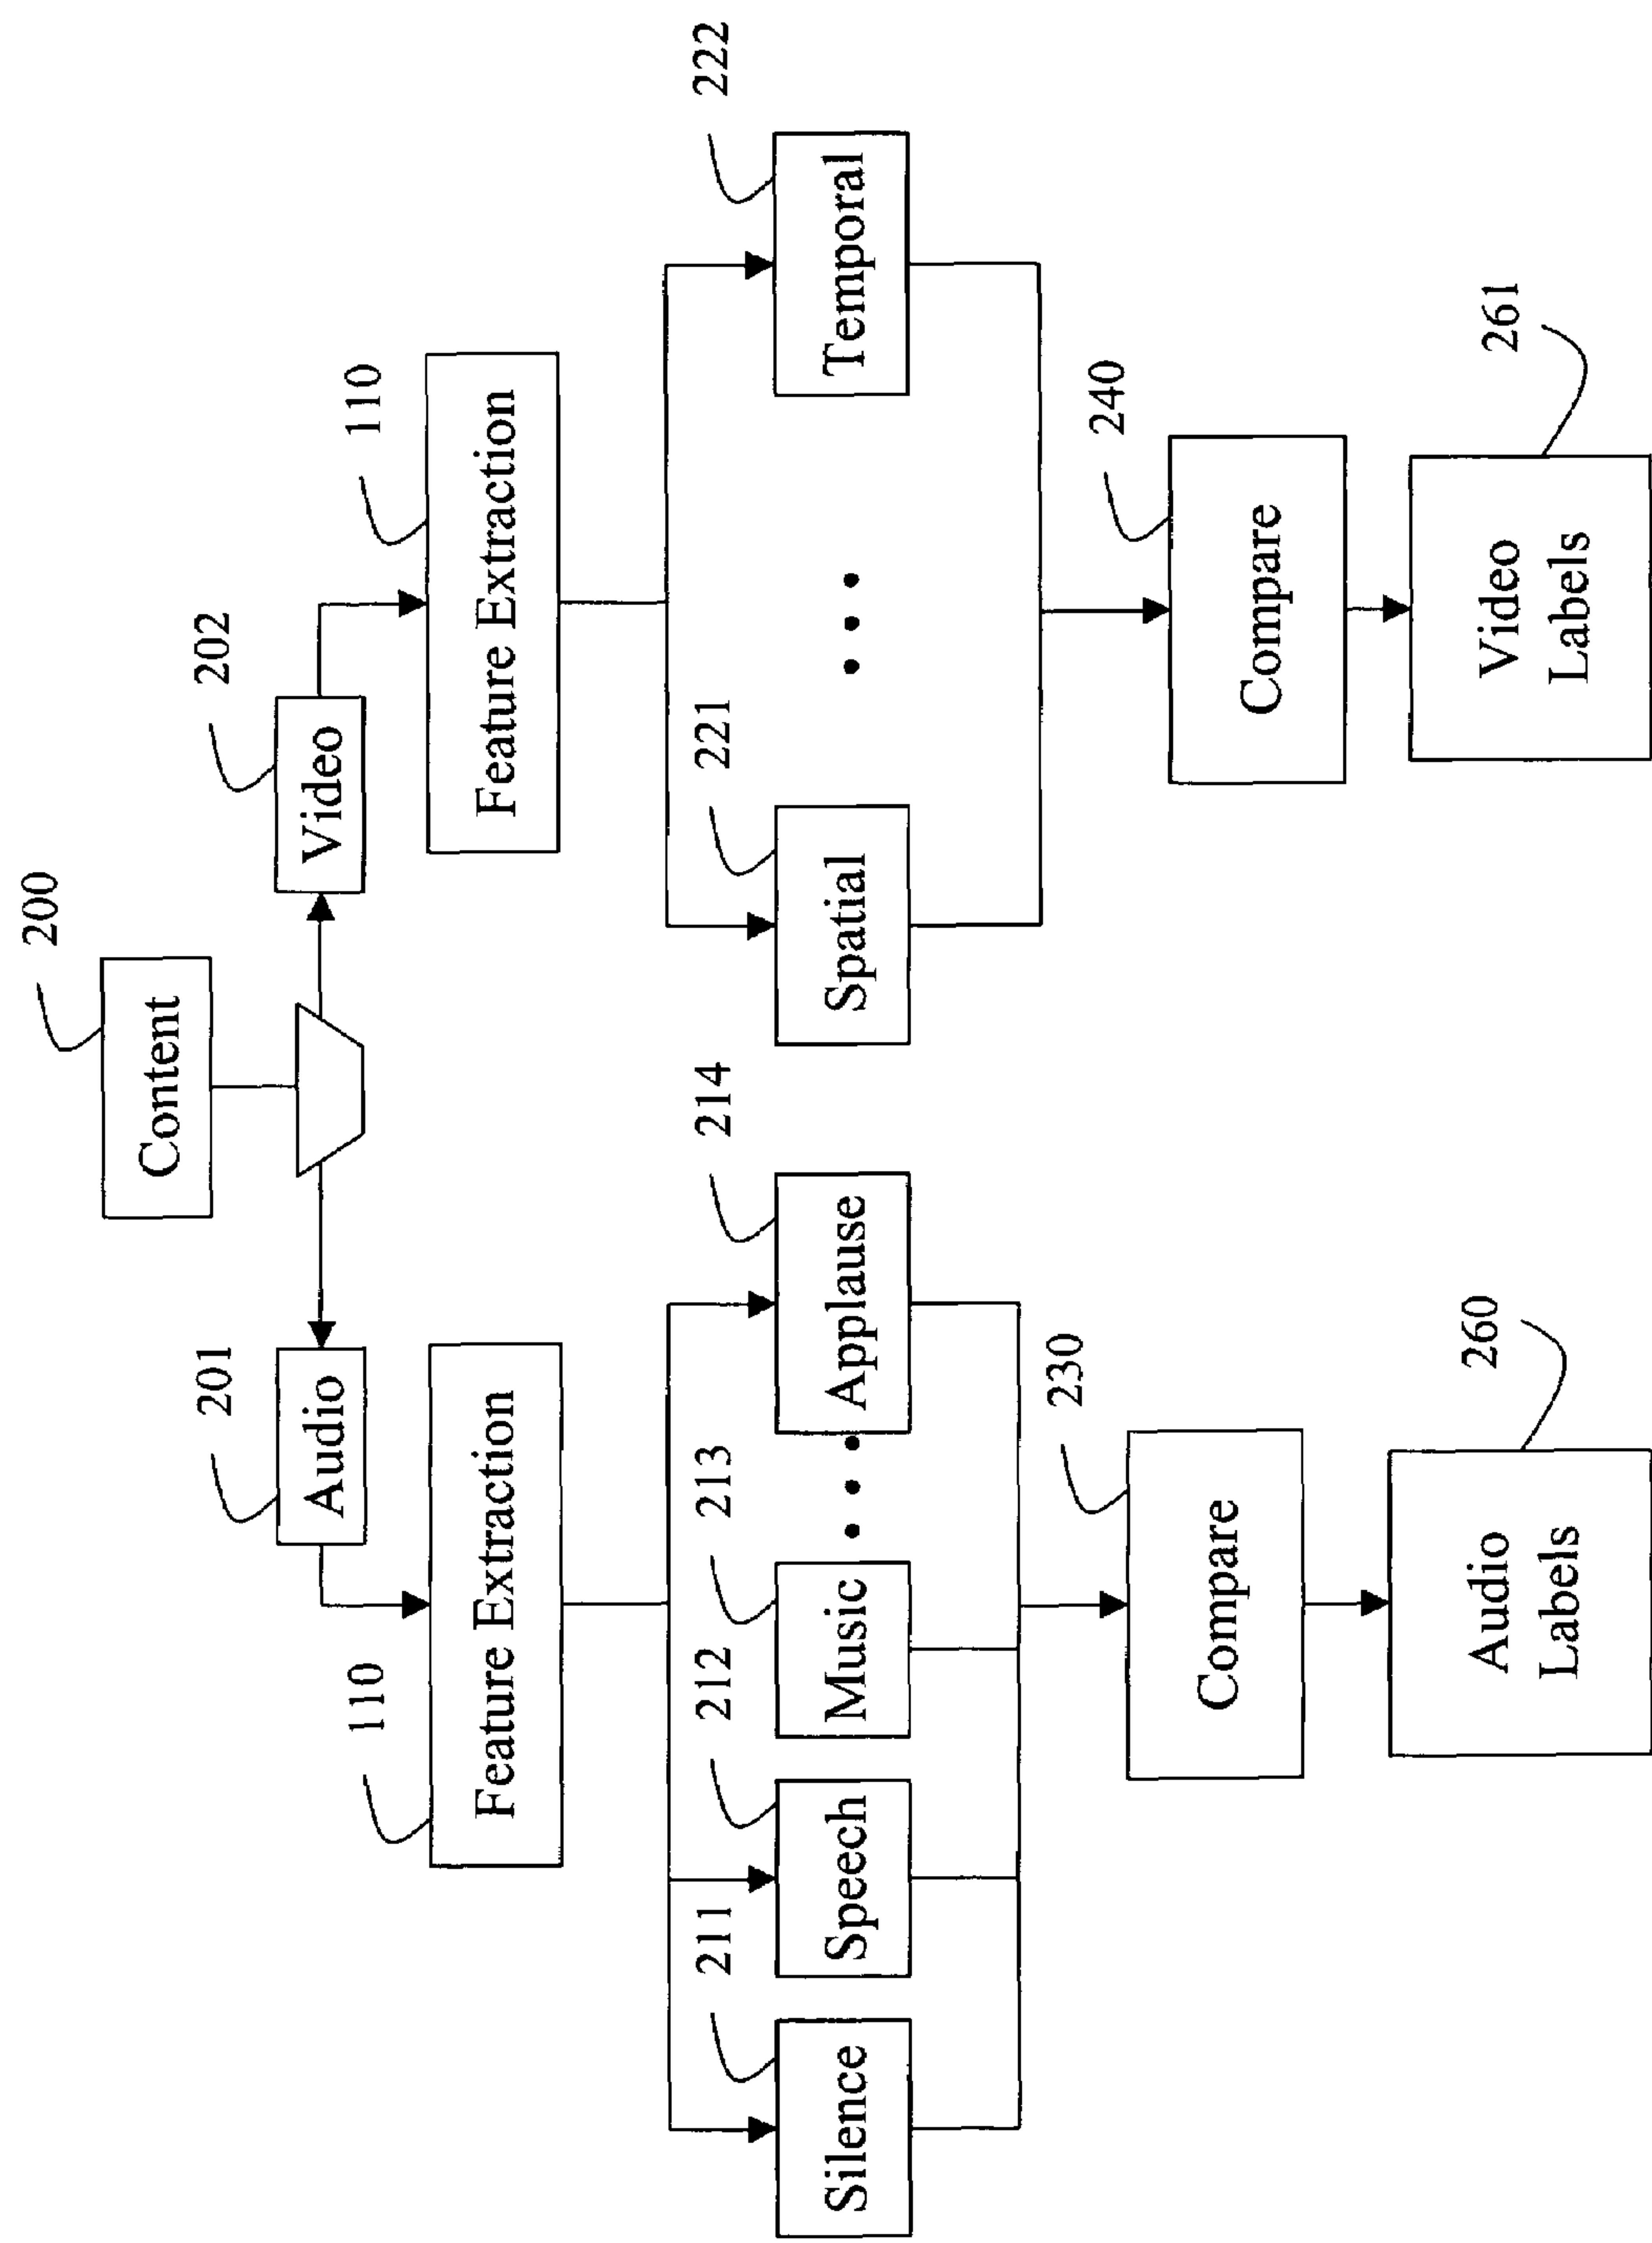 200
Content
201
Audio
202
Video
110
Feature Extraction
110
Feature Extraction
211
Silence
212
Speech
213
Music
• • •
214
Applause
221
Spatial
• • •
222
Temporal
230
Compare
240
Compare
260
Audio
Labels
261
Video
Labels